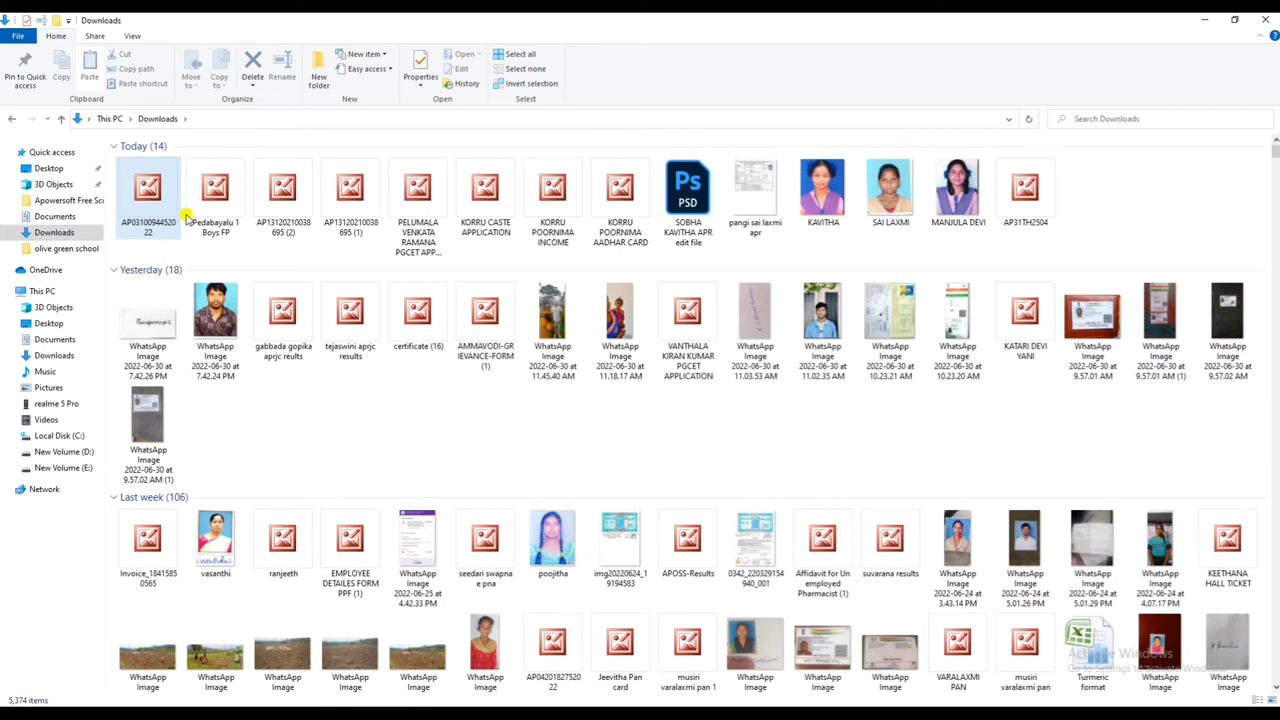 Downloads
File Home Share View
Pin to Quick access
Copy
Paste
Cut
Copy path
Paste shortcut
Move to
Copy to
Delete
Rename
New folder
New item
Easy access
Properties
Open
Edit
History
Select all
Select none
Invert selection
Clipboard Organize New Open Select
This PC Downloads
Search Downloads
Quick access
Desktop
3D Objects
Apowersoft Free Scr
Documents
Downloads
olive green school
OneDrive
This PC
3D Objects
Desktop
Documents
Downloads
Music
Pictures
realme 5 Pro
Videos
Local Disk (C:)
New Volume (D:)
New Volume (E:)
Network
Today (14)
AP03100944520
22
Pedabayalu 1
Boys FP
AP13120210038
695 (2)
AP13120210038
695 (1)
PELUMALA
VENKATA
RAMANA
PGCET APP...
KORRU CASTE
APPLICATION
KORRU
POORNIMA
INCOME
KORRU
POORNIMA
AADHAR CARD
Ps
PSD
SOBHA
KAVITHA APR
edit file
pangi sai laxmi
apr
KAVITHA
SAI LAXMI
MANJULA DEVI
AP31TH2504
Yesterday (18)
WhatsApp
Image
2022-06-30 at
7.42.26 PM
WhatsApp
Image
2022-06-30 at
7.42.24 PM
gabbada gopika
aprjc reults
tejaswini aprjc
results
certificate (16)
AMMAVODI-GR
IEVANCE-FORM
(1)
WhatsApp
Image
2022-06-30 at
11.45.40 AM
WhatsApp
Image
2022-06-30 at
11.18.17 AM
VANTHALA
KIRAN KUMAR
PGCET
APPLICATION
WhatsApp
Image
2022-06-30 at
11.03.53 AM
WhatsApp
Image
2022-06-30 at
11.02.35 AM
WhatsApp
Image
2022-06-30 at
10.23.21 AM
WhatsApp
Image
2022-06-30 at
10.23.20 AM
KATARI DEVI
YANI
WhatsApp
Image
2022-06-30 at
9.57.01 AM
WhatsApp
Image
2022-06-30 at
9.57.01 AM (1)
WhatsApp
Image
2022-06-30 at
9.57.02 AM
WhatsApp
Image
2022-06-30 at
9.57.02 AM (1)
Last week (106)
Invoice_1841585
0565
vasanthi
ranjeeth
EMPLOYEE
DETAILES FORM
PPF (1)
WhatsApp
Image
2022-06-25 at
4.42.33 PM
seedari swapna
e pna
poojitha
img20220624_1
9194583
APOSS-Results
0342_220329154
940_001
Affidavit for Un
employed
Pharmacist (1)
suvarana results
WhatsApp
Image
2022-06-24 at
3.43.14 PM
WhatsApp
Image
2022-06-24 at
5.01.26 PM
WhatsApp
Image
2022-06-24 at
5.01.29 PM
WhatsApp
Image
2022-06-24 at
4.07.17 PM
KEETHANA
HALL TICKET
WhatsApp
Image
WhatsApp
Image
WhatsApp
Image
WhatsApp
Image
WhatsApp
Image
WhatsApp
Image
AP04201827520
22
Jeevitha Pan
card
musiri
varalaxmi pan 1
WhatsApp
Image
WhatsApp
Image
WhatsApp
Image
VARALAXMI
PAN
musiri
varalaxmi pan
Turmeric
format
WhatsApp
Image
WhatsApp
Image
Activate Windows
Go to Settings to activate Windows.
5,374 items